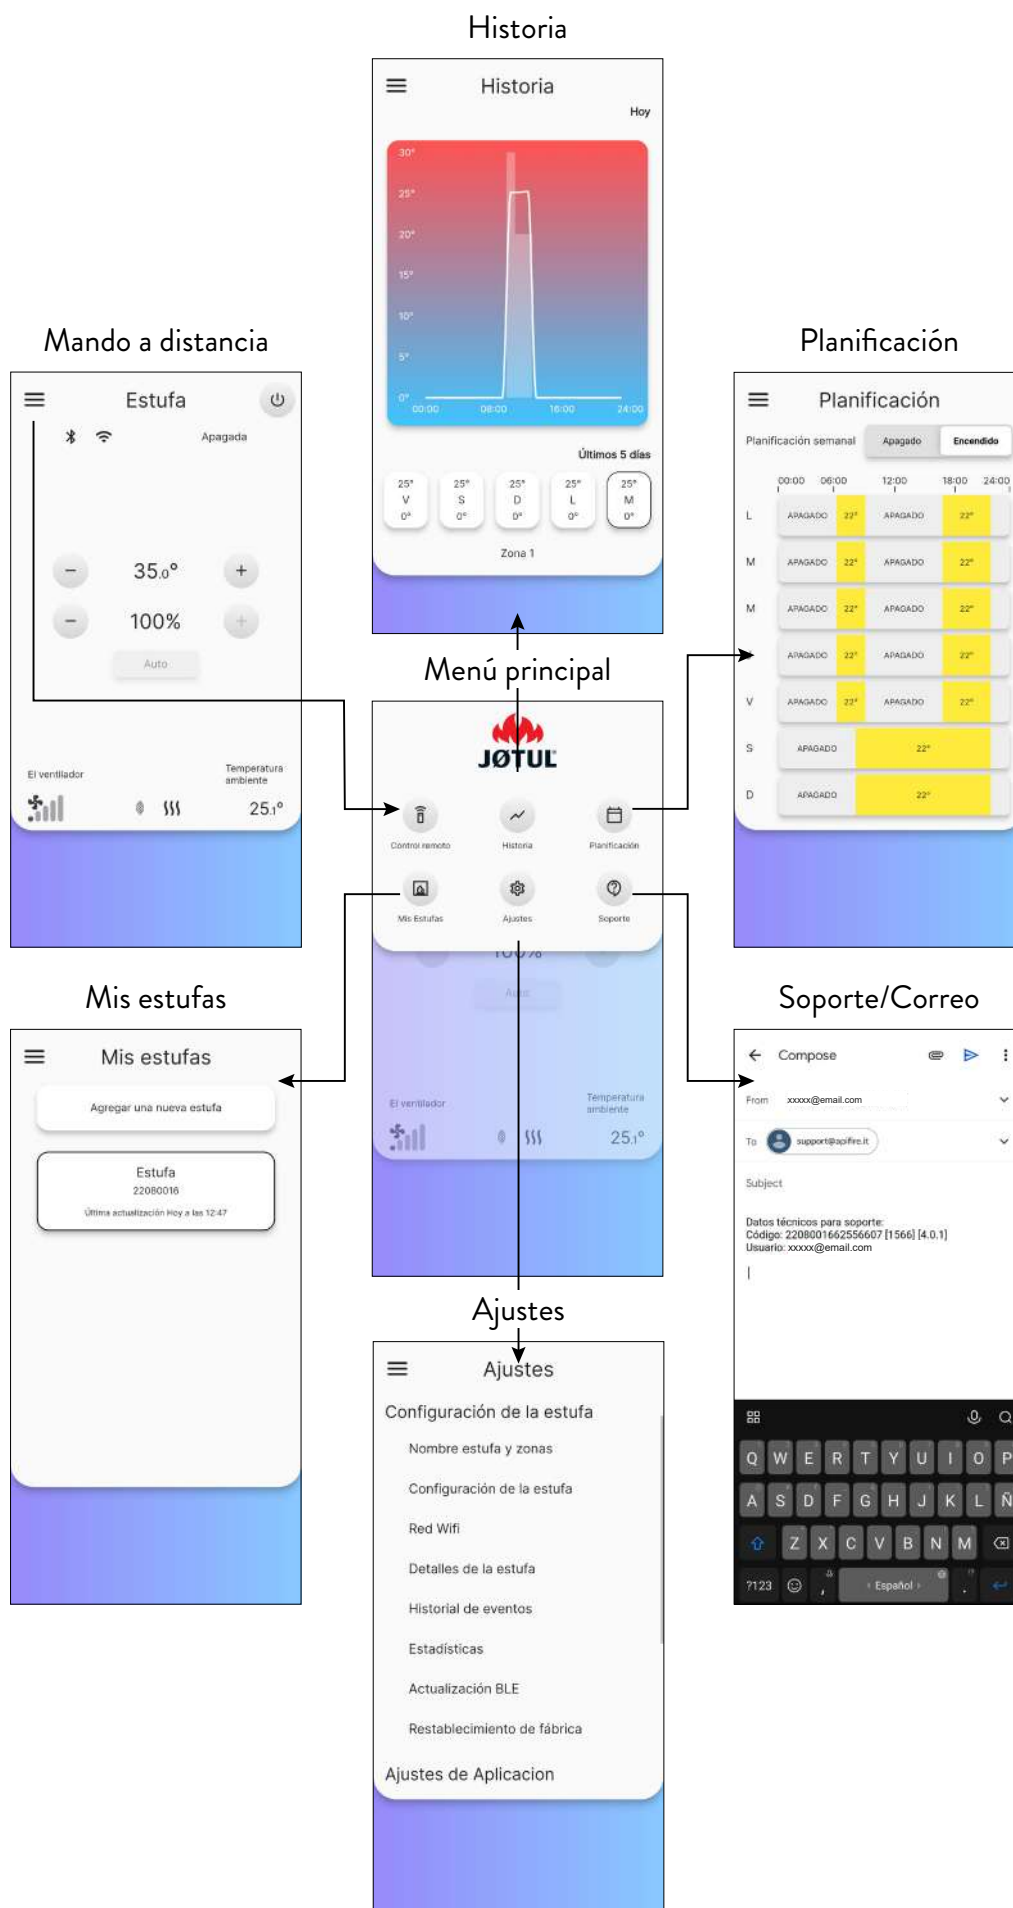 Historia
Historia
Hoy
30°
25°
20°
15°
10°
5°
0°
00:00 08:00 16:00 24:00
Últimos 5 días
25° 25° 25° 25° 25°
V S D L M
0° 0° 0° 0° 0°
Zona 1
Mando a distancia
Estufa
Apagada
35.0°
100%
Auto
El ventilador
Temperatura
ambiente
25.1°
Planificación
Planificación
Planificación semanal Apagado Encendido
00:00 06:00 12:00 18:00 24:00
L APAGADO 22° APAGADO 22°
M APAGADO 22° APAGADO 22°
M APAGADO 22° APAGADO 22°
APAGADO 22° APAGADO 22°
V APAGADO 22° APAGADO 22°
S APAGADO 22°
D APAGADO 22°
Menú principal
JØTUL
Control remoto Historia Planificación
Mis Estufas Ajustes Soporte
100%
Auto
El ventilador
Temperatura
ambiente
25.1°
Mis estufas
Mis estufas
Agregar una nueva estufa
Estufa
22080016
Última actualización Hoy a las 12:47
Soporte/Correo
Compose
From xxxxx@email.com
To support@apifire.it
Subject
Datos técnicos para soporte:
Código: 2208001662556607 [1566] [4.0.1]
Usuario: xxxxx@email.com
Q W E R T Y U I O P
A S D F G H J K L Ñ
Z X C V B N M
?123 , Español .
Ajustes
Ajustes
Configuración de la estufa
Nombre estufa y zonas
Configuración de la estufa
Red Wifi
Detalles de la estufa
Historial de eventos
Estadísticas
Actualización BLE
Restablecimiento de fábrica
Ajustes de Aplicacion